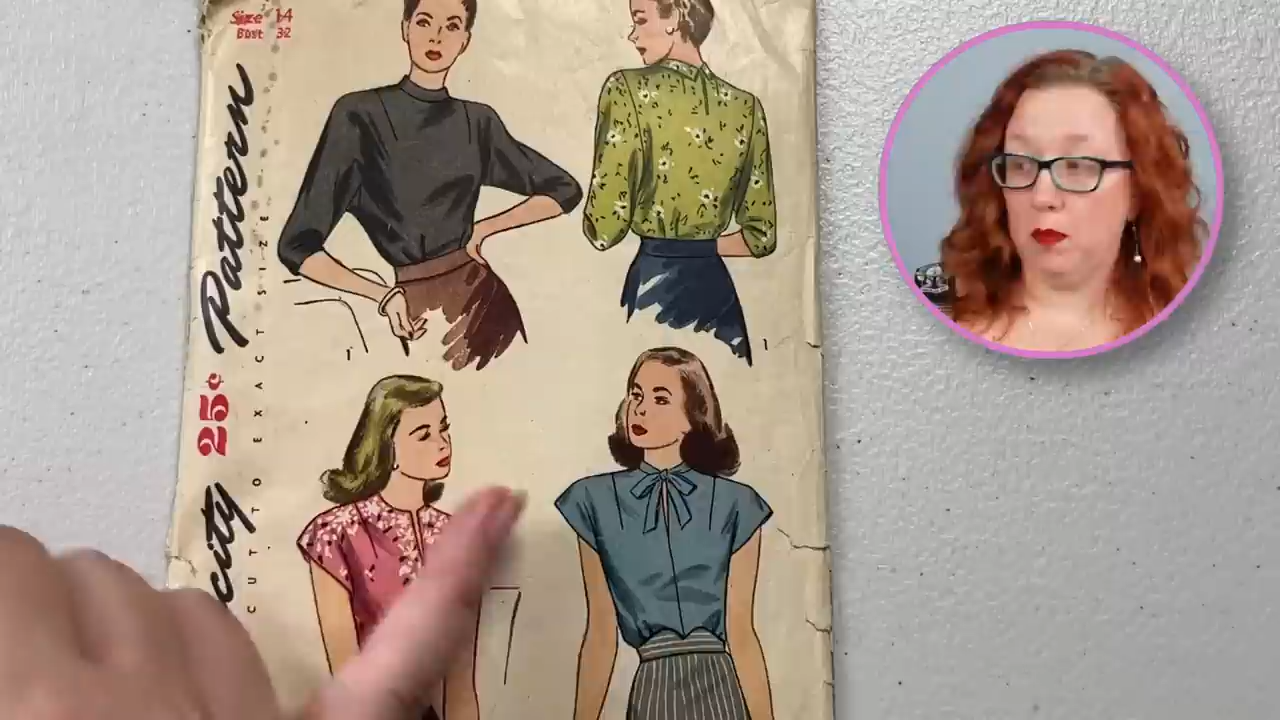 Size 14
Bust 32
city 25¢ Pattern
CUT TO EXACT SIZE
1
1